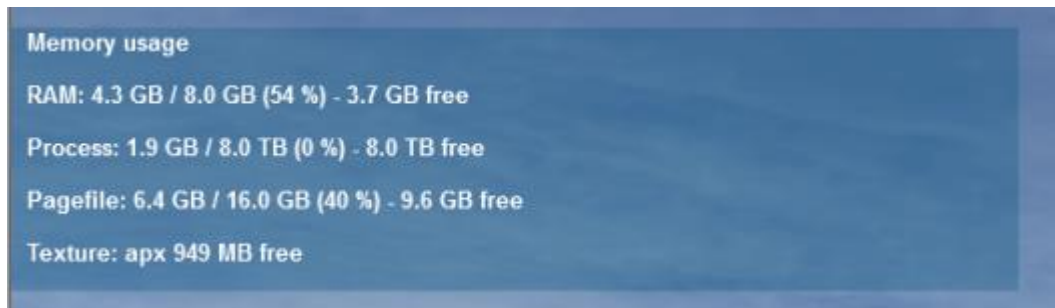 Memory usage
RAM: 4.3 GB / 8.0 GB (54 %) - 3.7 GB free
Process: 1.9 GB / 8.0 TB (0 %) - 8.0 TB free
Pagefile: 6.4 GB / 16.0 GB (40 %) - 9.6 GB free
Texture: apx 949 MB free